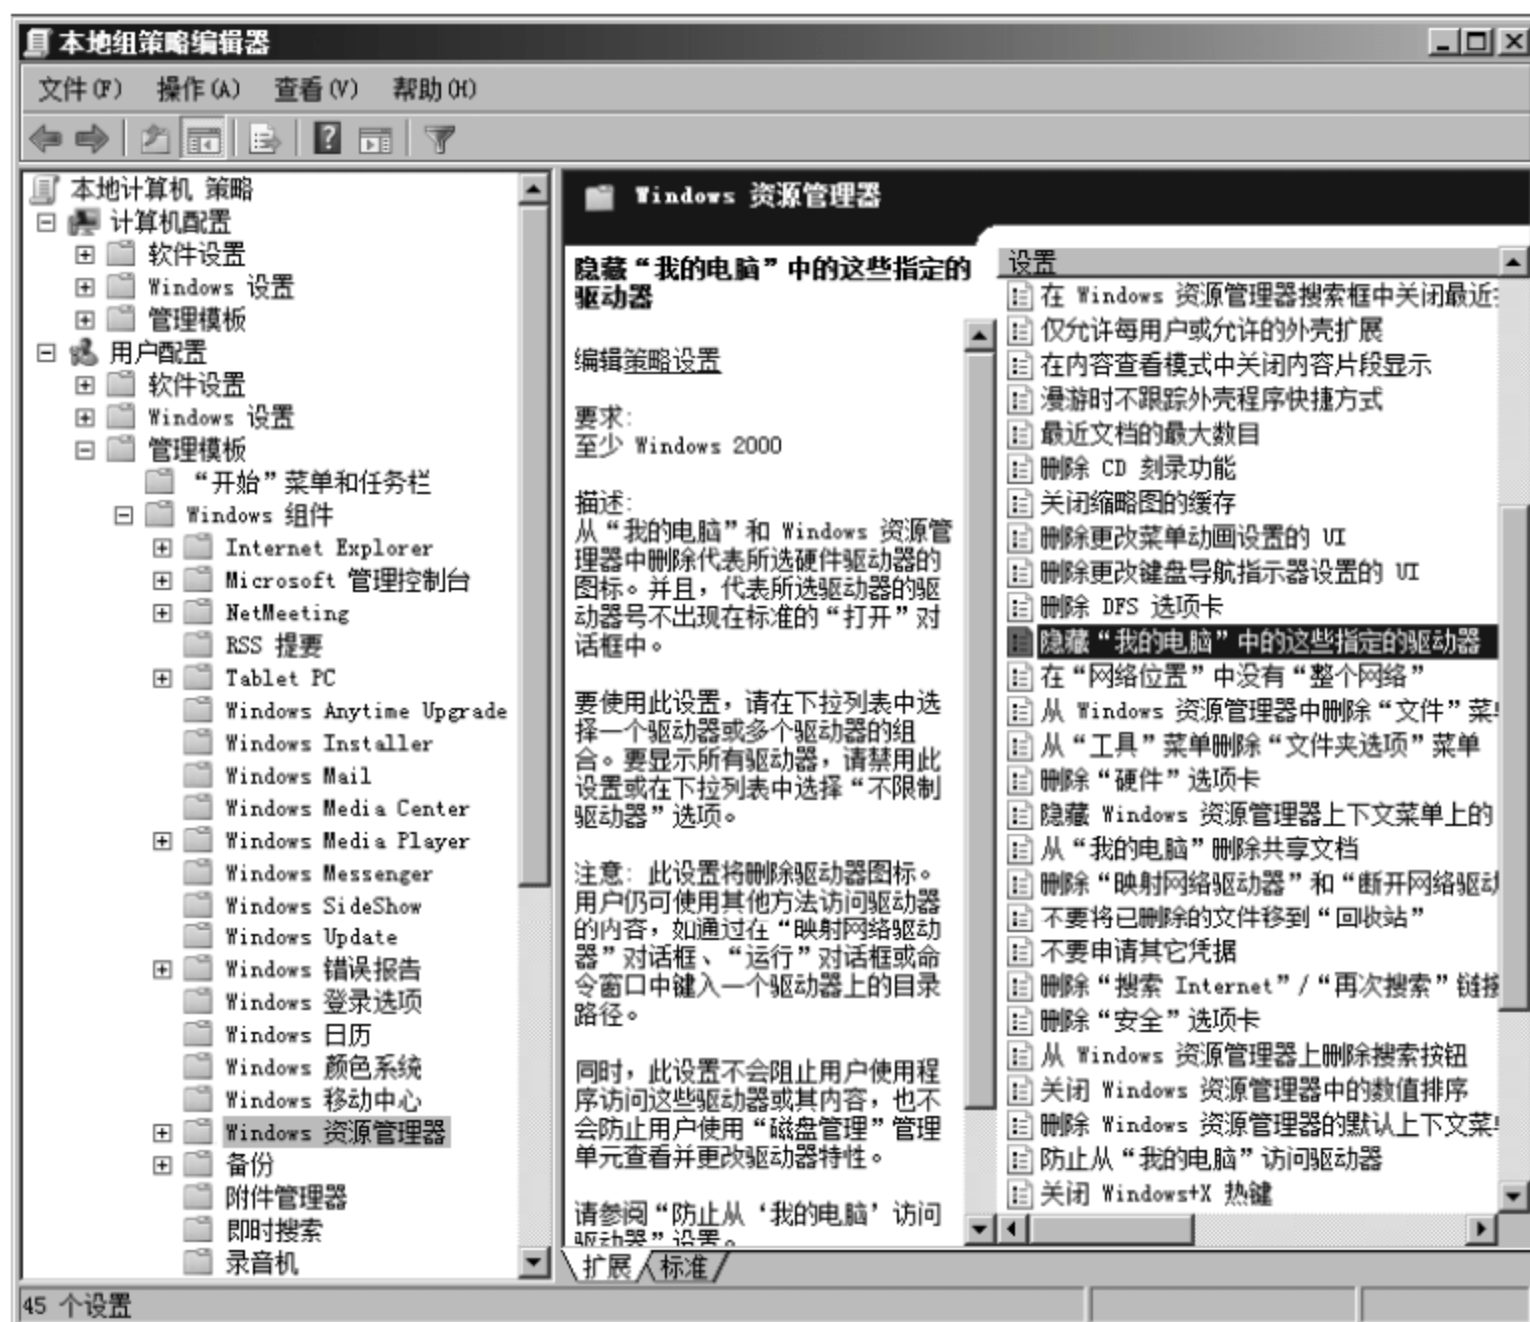 本地组策略编辑器
文件(F) 操作(A) 查看(V) 帮助(H)
本地计算机 策略
计算机配置
软件设置
Windows 设置
管理模板
用户配置
软件设置
Windows 设置
管理模板
“开始”菜单和任务栏
Windows 组件
Internet Explorer
Microsoft 管理控制台
NetMeeting
RSS 提要
Tablet PC
Windows Anytime Upgrade
Windows Installer
Windows Mail
Windows Media Center
Windows Media Player
Windows Messenger
Windows SideShow
Windows Update
Windows 错误报告
Windows 登录选项
Windows 日历
Windows 颜色系统
Windows 移动中心
Windows 资源管理器
备份
附件管理器
即时搜索
录音机
Windows 资源管理器
隐藏“我的电脑”中的这些指定的
驱动器
编辑策略设置
要求:
至少 Windows 2000
描述:
从“我的电脑”和 Windows 资源管
理器中删除代表所选硬件驱动器的
图标。并且，代表所选驱动器的驱
动器号不出现在标准的“打开”对
话框中。
要使用此设置，请在下拉列表中选
择一个驱动器或多个驱动器的组
合。要显示所有驱动器，请禁用此
设置或在下拉列表中选择“不限制
驱动器”选项。
注意: 此设置将删除驱动器图标。
用户仍可使用其他方法访问驱动器
的内容，如通过在“映射网络驱动
器”对话框、“运行”对话框或命
令窗口中键入一个驱动器上的目录
路径。
同时，此设置不会阻止用户使用程
序访问这些驱动器或其内容，也不
会防止用户使用“磁盘管理”管理
单元查看并更改驱动器特性。
请参阅“防止从‘我的电脑’访问
驱动器”设置。
设置
在 Windows 资源管理器搜索框中关闭最近
仅允许每用户或允许的外壳扩展
在内容查看模式中关闭内容片段显示
漫游时不跟踪外壳程序快捷方式
最近文档的最大数目
删除 CD 刻录功能
关闭缩略图的缓存
删除更改菜单动画设置的 UI
删除更改键盘导航指示器设置的 UI
删除 DFS 选项卡
隐藏“我的电脑”中的这些指定的驱动器
在“网络位置”中没有“整个网络”
从 Windows 资源管理器中删除“文件”菜
从“工具”菜单删除“文件夹选项”菜单
删除“硬件”选项卡
隐藏 Windows 资源管理器上下文菜单上的
从“我的电脑”删除共享文档
删除“映射网络驱动器”和“断开网络驱动
不要将已删除的文件移到“回收站”
不要申请其它凭据
删除“搜索 Internet”/“再次搜索”链接
删除“安全”选项卡
从 Windows 资源管理器上删除搜索按钮
关闭 Windows 资源管理器中的数值排序
删除 Windows 资源管理器的默认上下文菜
防止从“我的电脑”访问驱动器
关闭 Windows+X 热键
扩展 标准
45 个设置